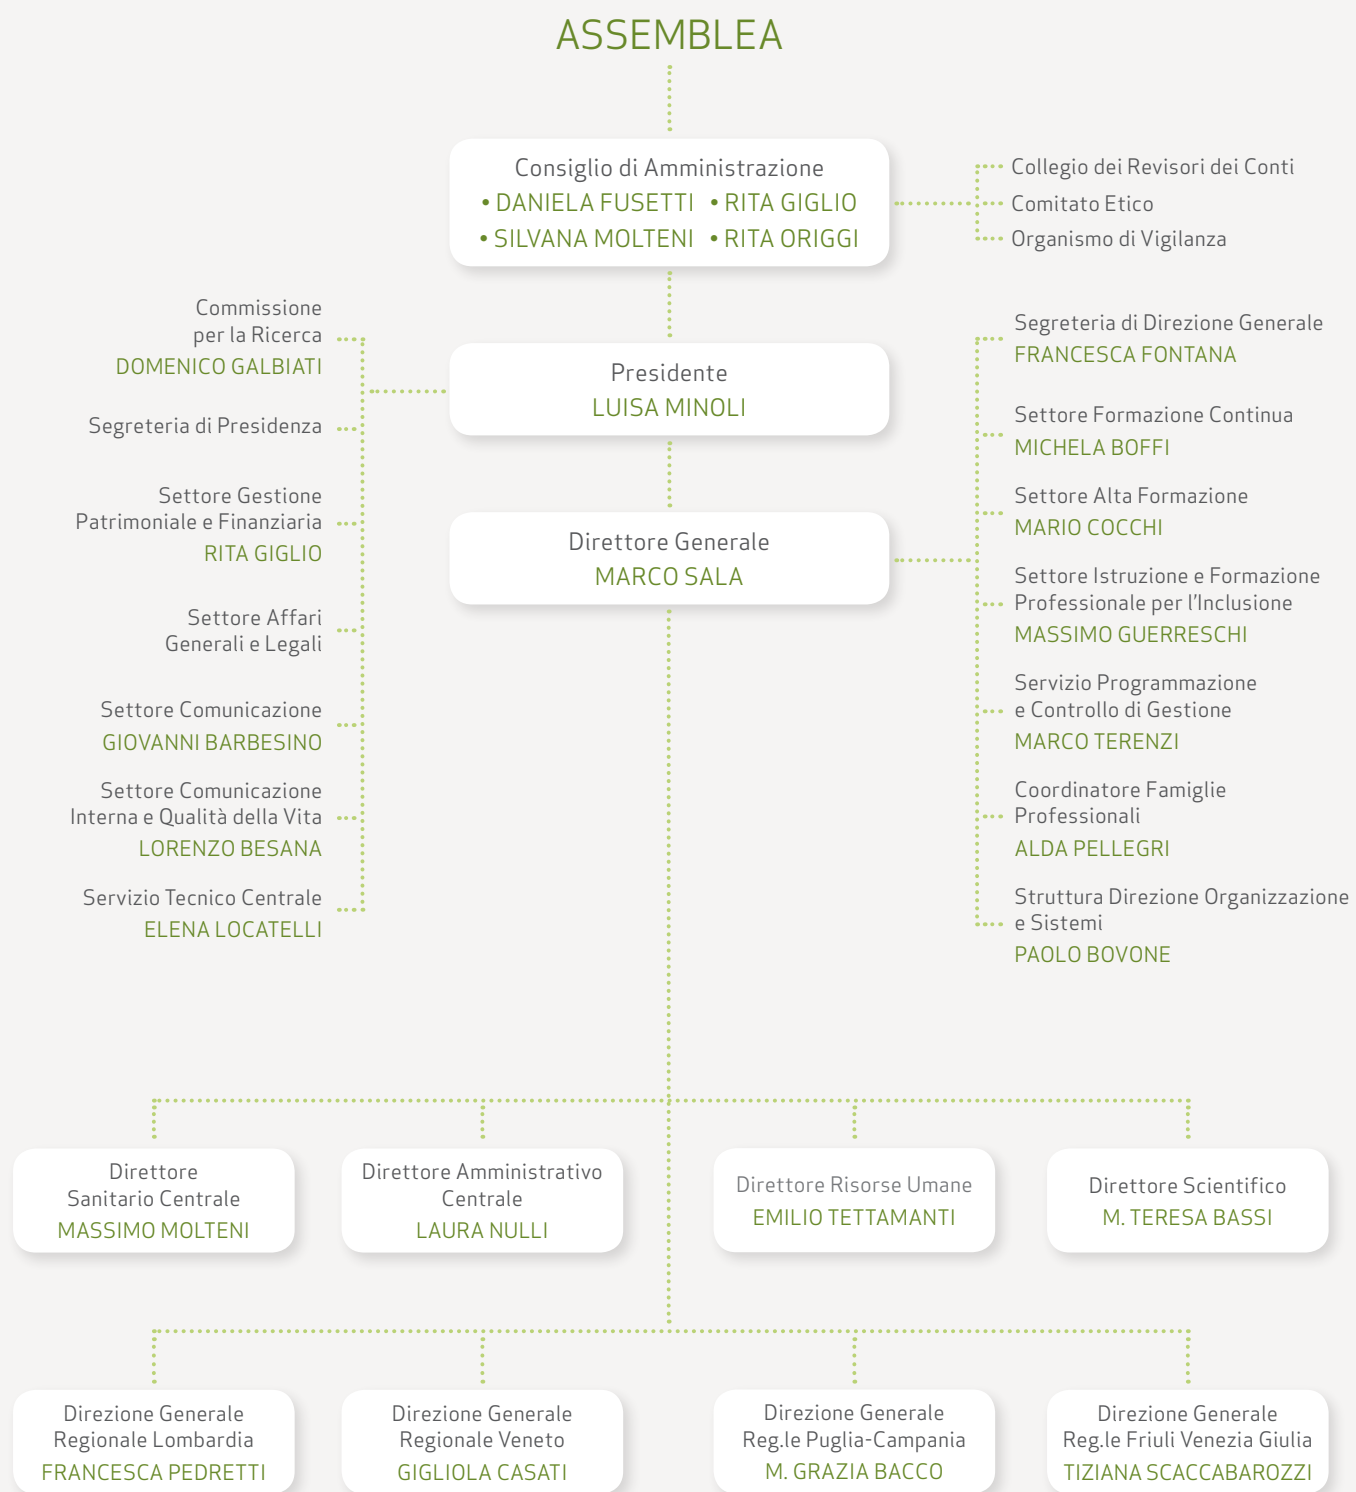 ASSEMBLEA
Consiglio di Amministrazione
• DANIELA FUSETTI • RITA GIGLIO
• SILVANA MOLTENI • RITA ORIGGI
Collegio dei Revisori dei Conti
Comitato Etico
Organismo di Vigilanza
Presidente
LUISA MINOLI
Direttore Generale
MARCO SALA
Commissione
per la Ricerca
DOMENICO GALBIATI
Segreteria di Presidenza
Settore Gestione
Patrimoniale e Finanziaria
RITA GIGLIO
Settore Affari
Generali e Legali
Settore Comunicazione
GIOVANNI BARBESINO
Settore Comunicazione
Interna e Qualità della Vita
LORENZO BESANA
Servizio Tecnico Centrale
ELENA LOCATELLI
Segreteria di Direzione Generale
FRANCESCA FONTANA
Settore Formazione Continua
MICHELA BOFFI
Settore Alta Formazione
MARIO COCCHI
Settore Istruzione e Formazione
Professionale per l'Inclusione
MASSIMO GUERRESCHI
Servizio Programmazione
e Controllo di Gestione
MARCO TERENZI
Coordinatore Famiglie
Professionali
ALDA PELLEGRI
Struttura Direzione Organizzazione
e Sistemi
PAOLO BOVONE
Direttore
Sanitario Centrale
MASSIMO MOLTENI
Direttore Amministrativo
Centrale
LAURA NULLI
Direttore Risorse Umane
EMILIO TETTAMANTI
Direttore Scientifico
M. TERESA BASSI
Direzione Generale
Regionale Lombardia
FRANCESCA PEDRETTI
Direzione Generale
Regionale Veneto
GIGLIOLA CASATI
Direzione Generale
Reg.le Puglia-Campania
M. GRAZIA BACCO
Direzione Generale
Reg.le Friuli Venezia Giulia
TIZIANA SCACCABAROZZI